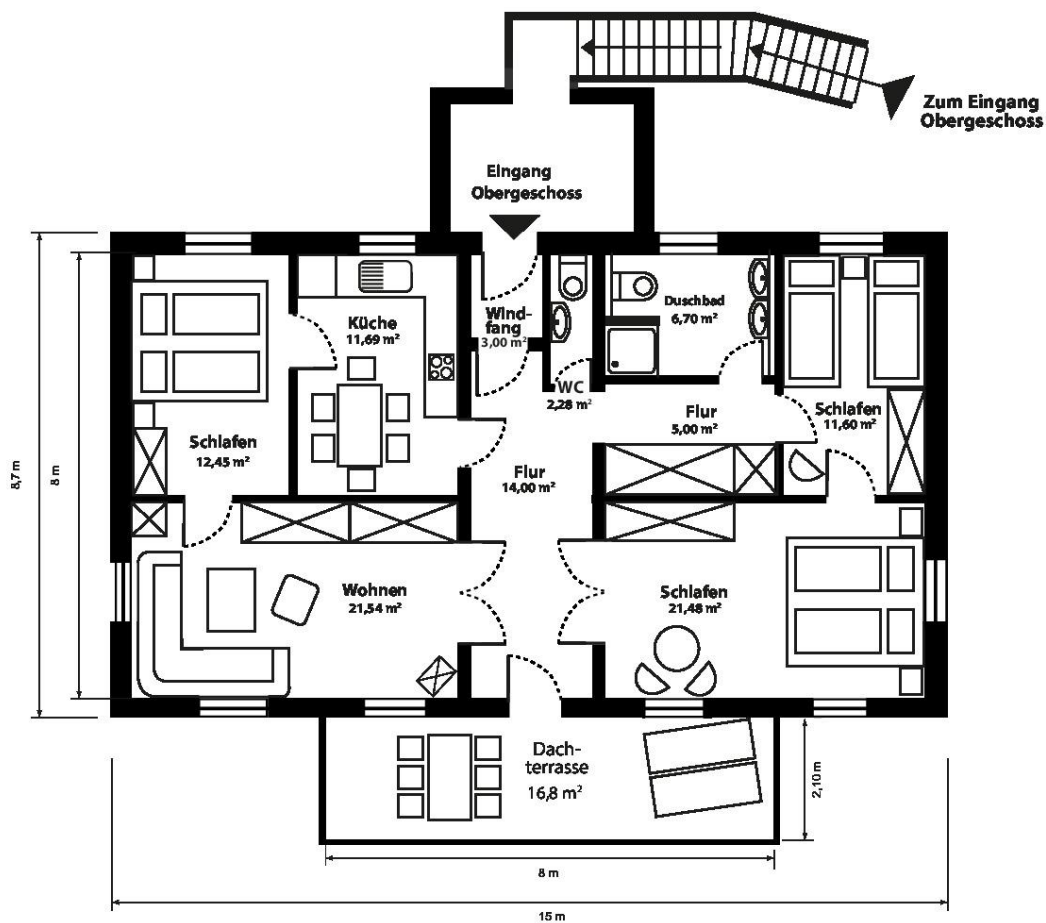 Zum Eingang
Obergeschoss
Eingang
Obergeschoss
Küche
11,69 m²
Wind-
fang
3,00 m²
Duschbad
6,70 m²
WC
2,28 m²
Flur
5,00 m²
Schlafen
11,60 m²
Schlafen
12,45 m²
Flur
14,00 m²
8,7 m
8 m
Wohnen
21,54 m²
Schlafen
21,48 m²
Dach-
terrasse
16,8 m²
2,10 m
8 m
15 m